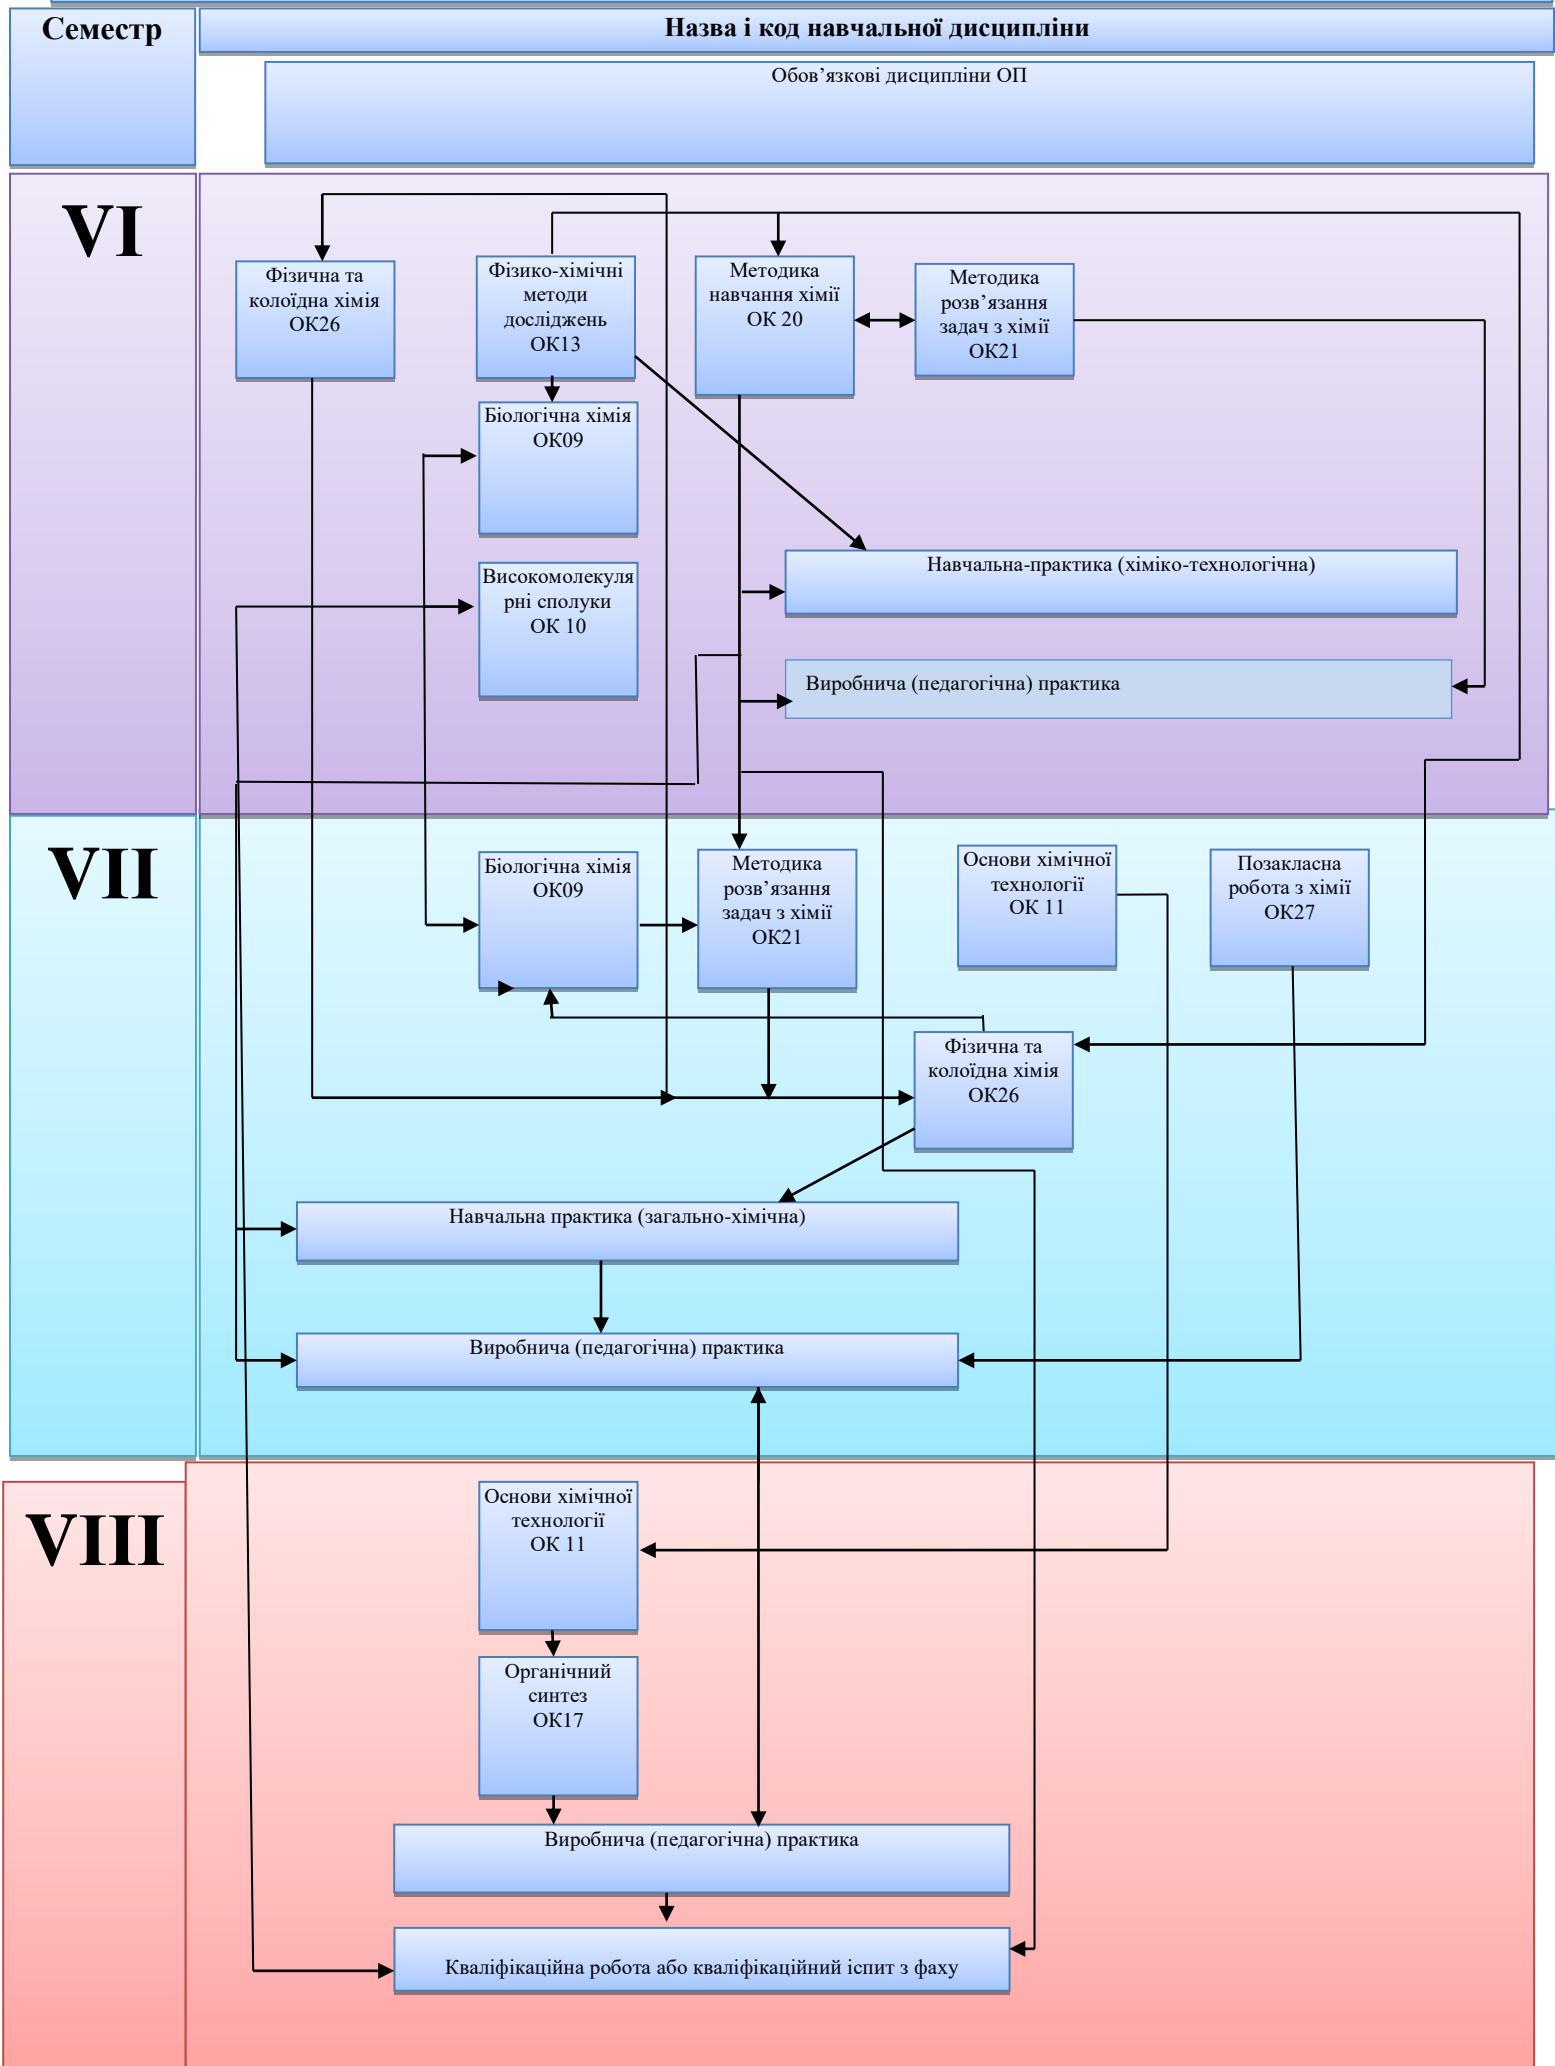 Семестр
Назва і код навчальної дисципліни
Обов’язкові дисципліни ОП
VI
Фізична та
колоїдна хімія
ОК26
Фізико-хімічні
методи
досліджень
ОК13
Методика
навчання хімії
ОК 20
Методика
розв’язання
задач з хімії
ОК21
Біологічна хімія
ОК09
Навчальна-практика (хіміко-технологічна)
Високомолекуля
рні сполуки
ОК 10
Виробнича (педагогічна) практика
VII
Біологічна хімія
ОК09
Методика
розв’язання
задач з хімії
ОК21
Основи хімічної
технології
ОК 11
Позакласна
робота з хімії
ОК27
Фізична та
колоїдна хімія
ОК26
Навчальна практика (загально-хімічна)
Виробнича (педагогічна) практика
VIII
Основи хімічної
технології
ОК 11
Органічний
синтез
ОК17
Виробнича (педагогічна) практика
Кваліфікаційна робота або кваліфікаційний іспит з фаху